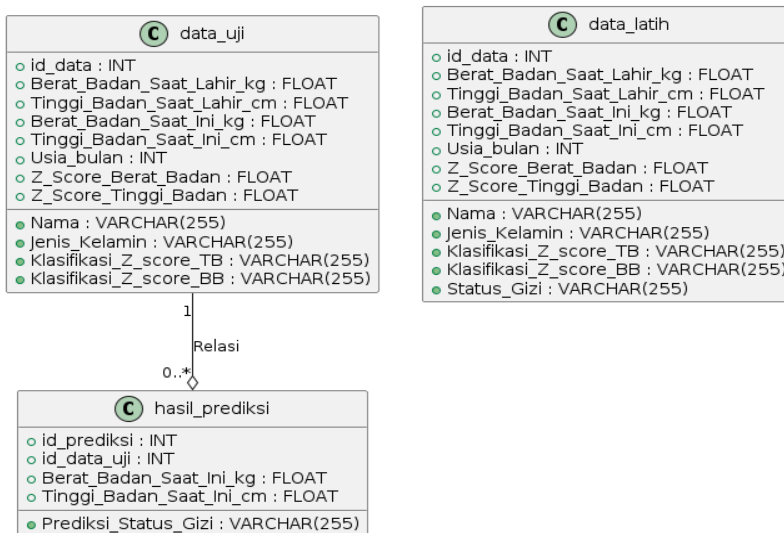 C data_uji
id_data : INT
Berat_Badan_Saat_Lahir_kg : FLOAT
Tinggi_Badan_Saat_Lahir_cm : FLOAT
Berat_Badan_Saat_Ini_kg : FLOAT
Tinggi_Badan_Saat_Ini_cm : FLOAT
Usia_bulan : INT
Z_Score_Berat_Badan : FLOAT
Z_Score_Tinggi_Badan : FLOAT
Nama : VARCHAR(255)
Jenis_Kelamin : VARCHAR(255)
Klasifikasi_Z_score_TB : VARCHAR(255)
Klasifikasi_Z_score_BB : VARCHAR(255)
C data_latih
id_data : INT
Berat_Badan_Saat_Lahir_kg : FLOAT
Tinggi_Badan_Saat_Lahir_cm : FLOAT
Berat_Badan_Saat_Ini_kg : FLOAT
Tinggi_Badan_Saat_Ini_cm : FLOAT
Usia_bulan : INT
Z_Score_Berat_Badan : FLOAT
Z_Score_Tinggi_Badan : FLOAT
Nama : VARCHAR(255)
Jenis_Kelamin : VARCHAR(255)
Klasifikasi_Z_score_TB : VARCHAR(255)
Klasifikasi_Z_score_BB : VARCHAR(255)
Status_Gizi : VARCHAR(255)
1
Relasi
0..*
C hasil_prediksi
id_prediksi : INT
id_data_uji : INT
Berat_Badan_Saat_Ini_kg : FLOAT
Tinggi_Badan_Saat_Ini_cm : FLOAT
Prediksi_Status_Gizi : VARCHAR(255)